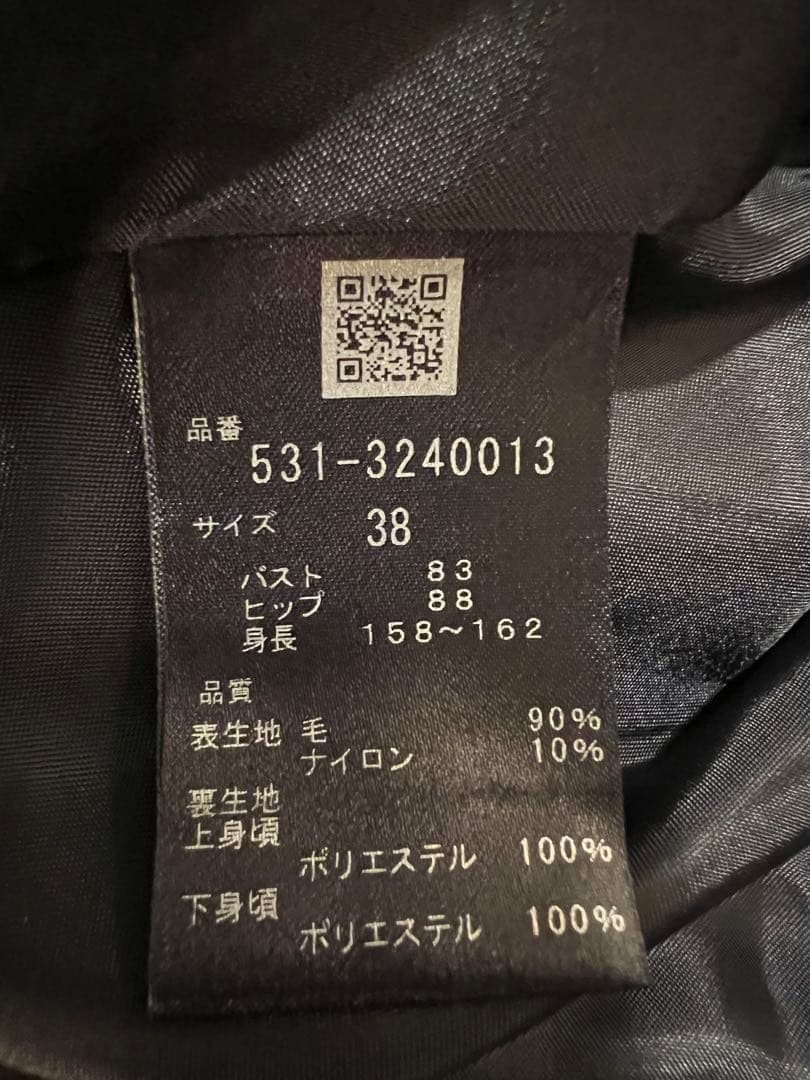 品番
531-3240013
サイズ 38
バスト 83
ヒップ 88
身長 158~162
品質
表生地 毛 90%
ナイロン 10%
裏生地
上身頃
ポリエステル 100%
下身頃
ポリエステル 100%